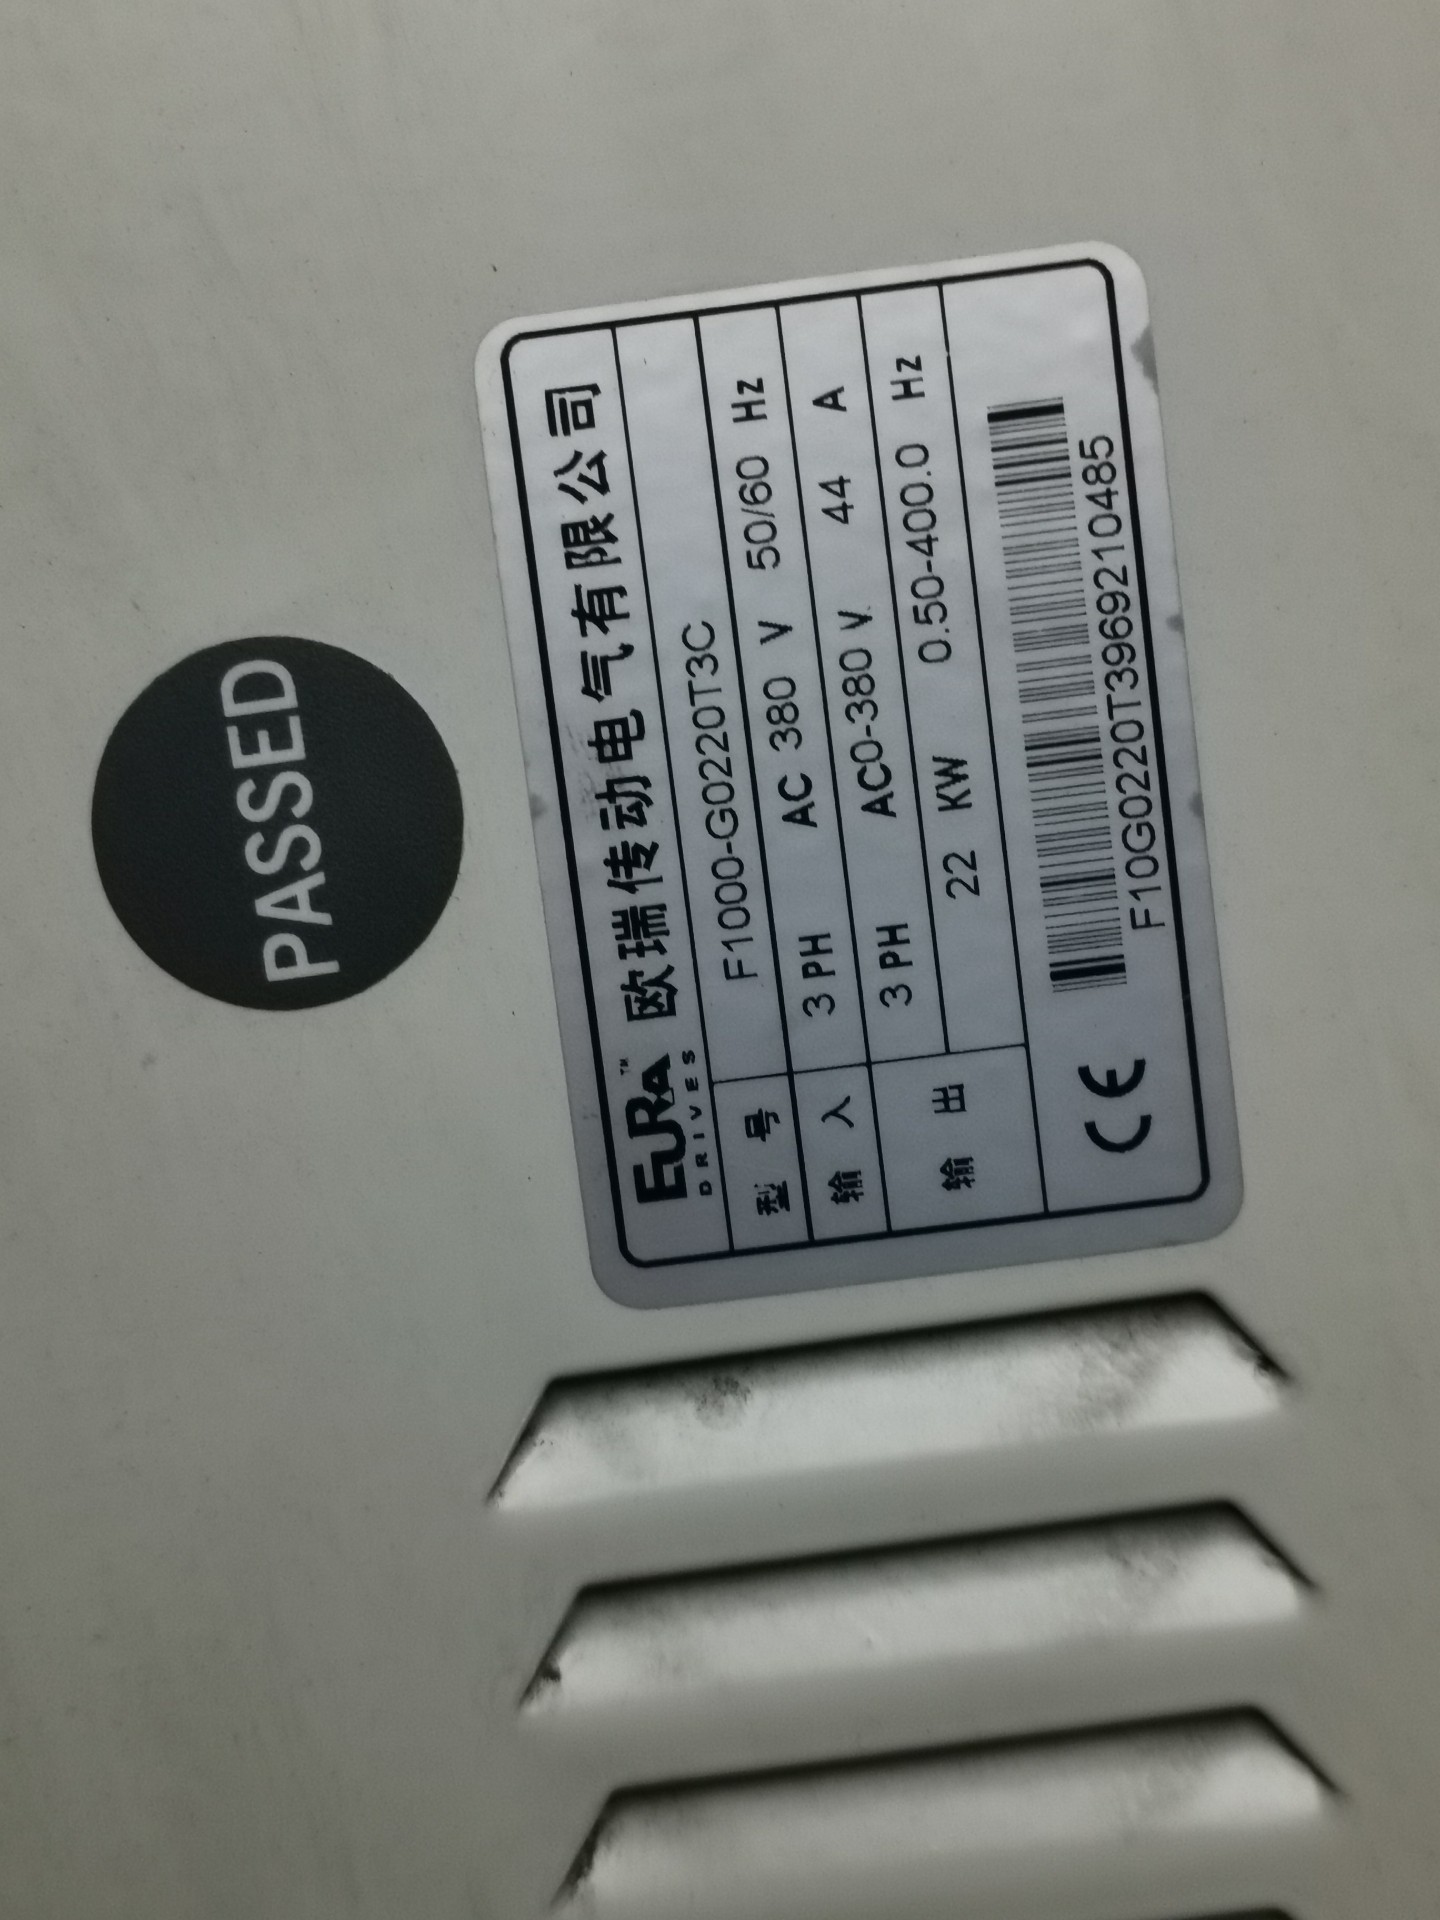 PASSED
EURA™ 欧瑞传动电气有限公司
DRIVES
型 号 F1000-G0220T3C
输 入 3 PH AC 380 V 50/60 Hz
输 出 3 PH AC0-380 V 44 A
22 KW 0.50-400.0 Hz
CE
F10G0220T3969210485